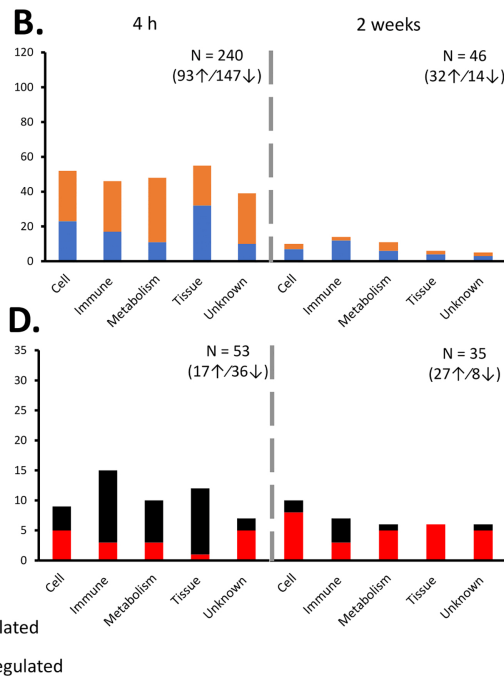 B.
4 h
2 weeks
N = 240
(93↑/147↓)
N = 46
(32↑/14↓)
120
100
80
60
40
20
0
Cell
Immune
Metabolism
Tissue
Unknown
Cell
Immune
Metabolism
Tissue
Unknown
D.
N = 53
(17↑/36↓)
N = 35
(27↑/8↓)
35
30
25
20
15
10
5
0
Cell
Immune
Metabolism
Tissue
Unknown
Cell
Immune
Metabolism
Tissue
Unknown
lated
egulated